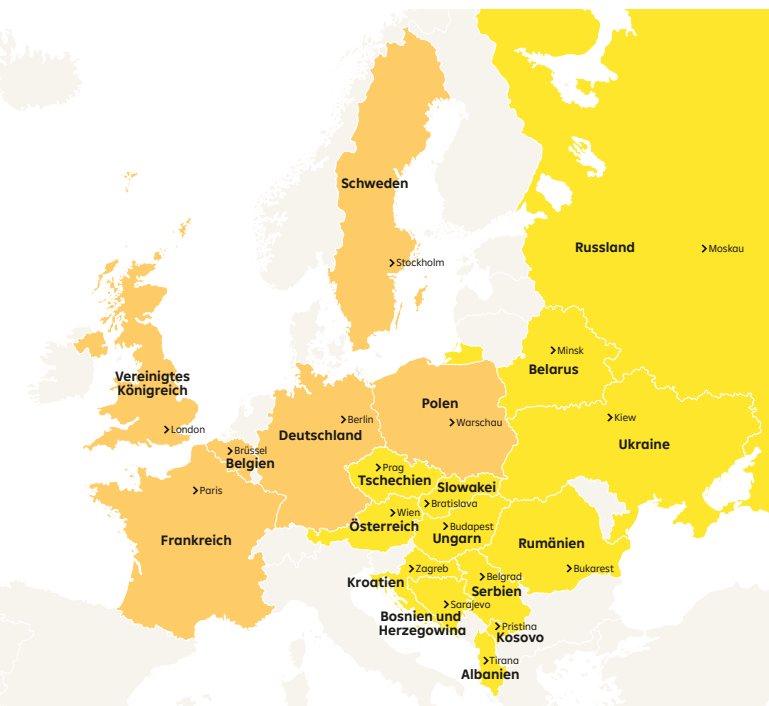 Schweden
Stockholm
Russland
Moskau
Minsk
Belarus
Vereinigtes
Königreich
London
Polen
Warschau
Berlin
Deutschland
Kiew
Ukraine
Brüssel
Belgien
Paris
Frankreich
Prag
Tschechien
Slowakei
Bratislava
Wien
Österreich
Budapest
Ungarn
Rumänien
Bukarest
Zagreb
Kroatien
Belgrad
Serbien
Sarajevo
Bosnien und
Herzegowina
Pristina
Kosovo
Tirana
Albanien